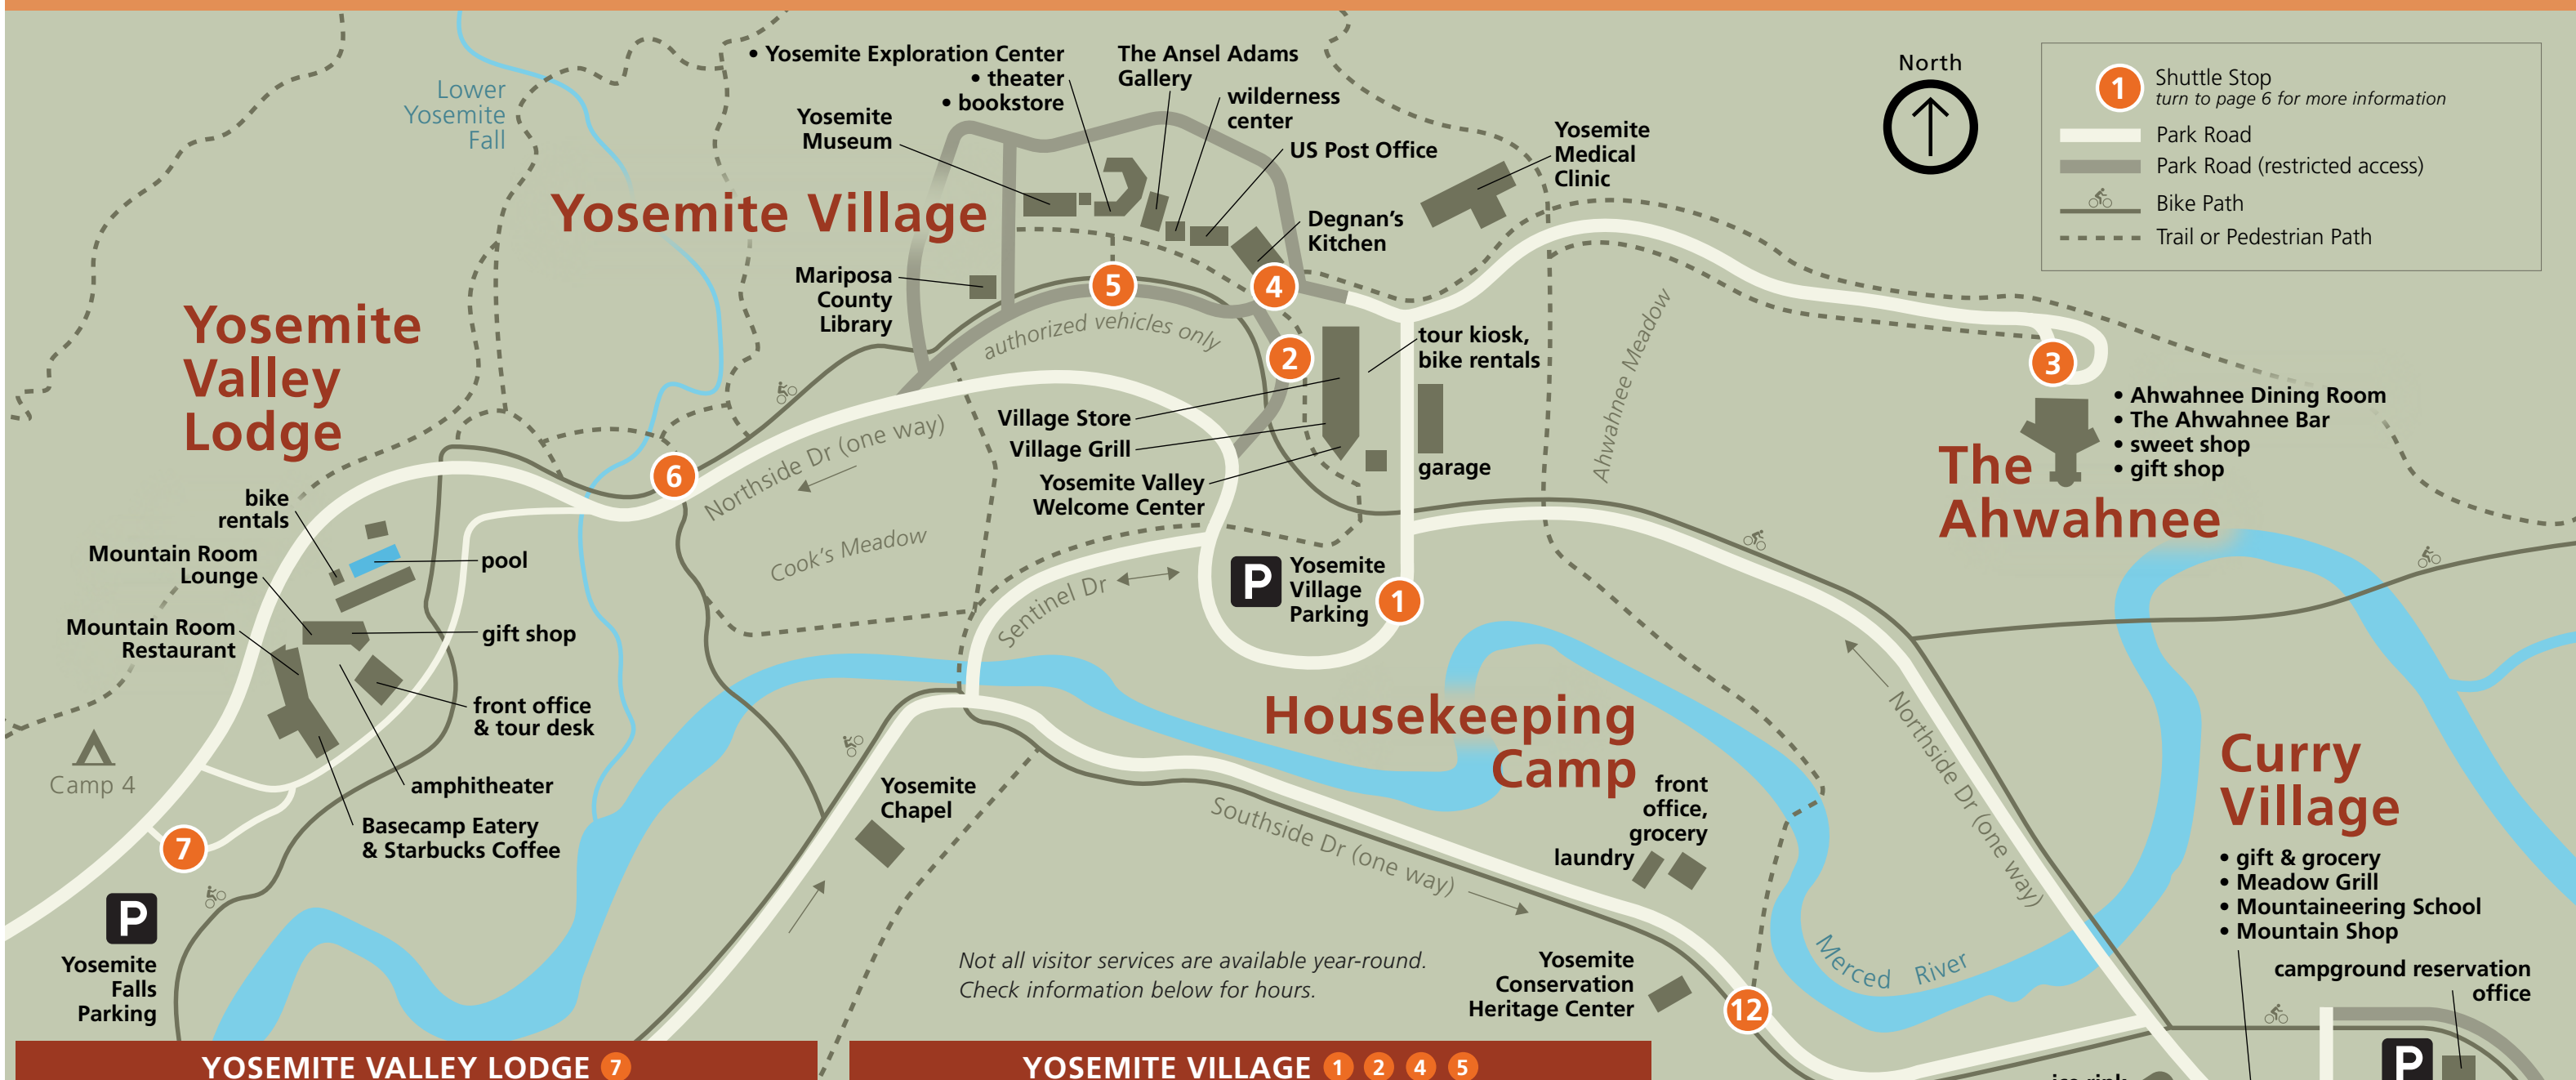 Lower
Yosemite
Fall
• Yosemite Exploration Center
• theater
• bookstore
The Ansel Adams
Gallery
wilderness
center
US Post Office
Yosemite
Museum
Yosemite
Medical
Clinic
Degnan's
Kitchen
North
1
Shuttle Stop
turn to page 6 for more information
Park Road
Park Road (restricted access)
Bike Path
Trail or Pedestrian Path
Yosemite Village
Mariposa
County
Library
5
4
2
authorized vehicles only
tour kiosk,
bike rentals
Village Store
Village Grill
Yosemite Valley
Welcome Center
garage
Ahwahnee Meadow
3
• Ahwahnee Dining Room
• The Ahwahnee Bar
• sweet shop
• gift shop
The
Ahwahnee
Yosemite
Valley
Lodge
6
Northside Dr (one way)
Cook's Meadow
Sentinel Dr
P
Yosemite
Village
Parking
1
bike
rentals
Mountain Room
Lounge
pool
Mountain Room
Restaurant
gift shop
front office
& tour desk
amphitheater
Basecamp Eatery
& Starbucks Coffee
Camp 4
7
P
Yosemite
Falls
Parking
Yosemite
Chapel
Housekeeping
Camp
front
office,
grocery
laundry
Southside Dr (one way)
Northside Dr (one way)
Merced River
Yosemite
Conservation
Heritage Center
12
Not all visitor services are available year-round.
Check information below for hours.
Curry
Village
• gift & grocery
• Meadow Grill
• Mountaineering School
• Mountain Shop
campground reservation
office
P
ice rink
YOSEMITE VALLEY LODGE 7
YOSEMITE VILLAGE 1 2 4 5